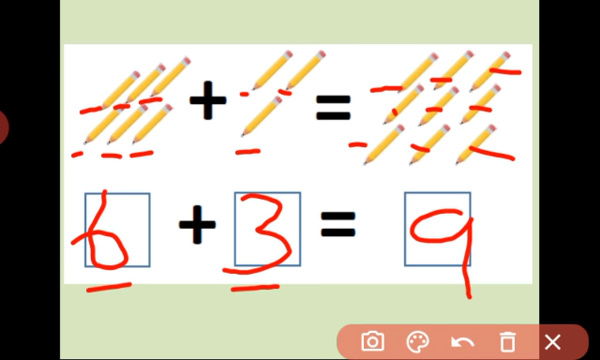 + =
6 + 3 = 9